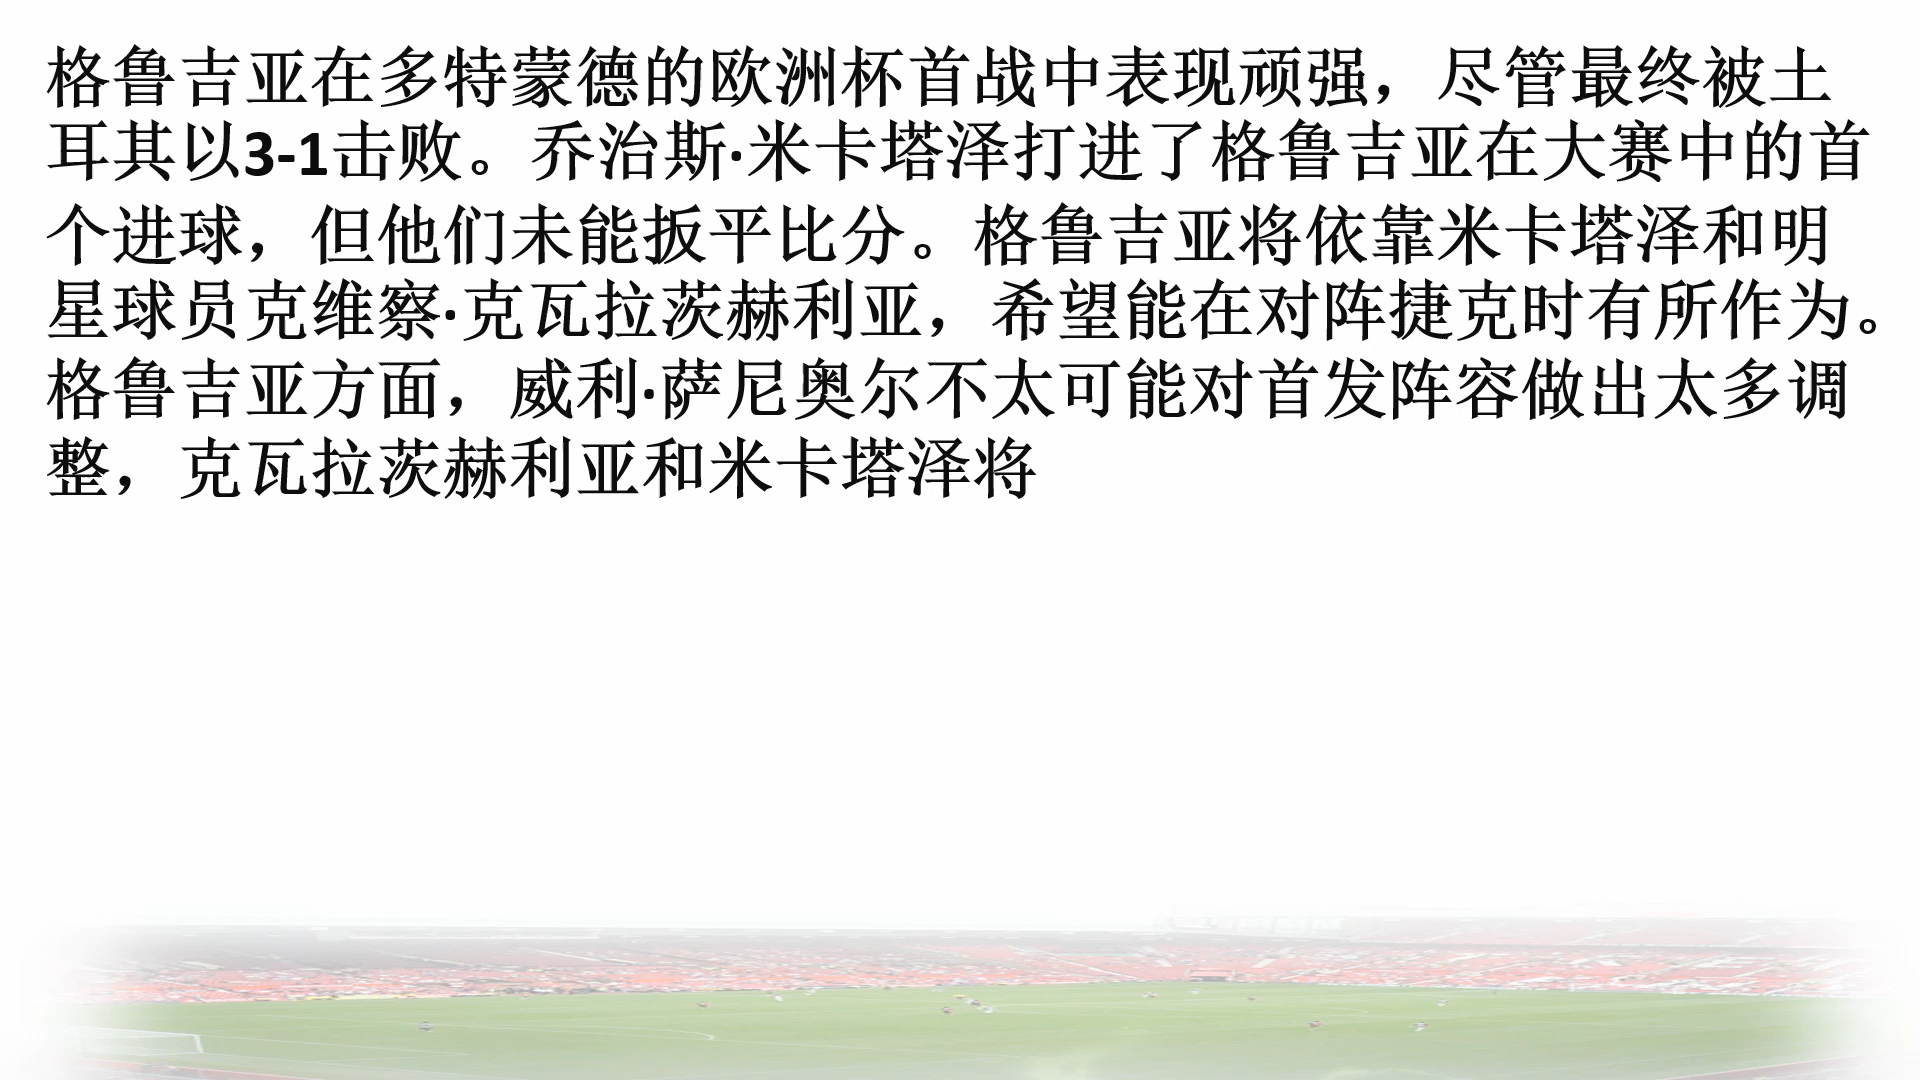 格鲁吉亚在多特蒙德的欧洲杯首战中表现顽强，尽管最终被土
耳其以3-1击败。乔治斯·米卡塔泽打进了格鲁吉亚在大赛中的首
个进球，但他们未能扳平比分。格鲁吉亚将依靠米卡塔泽和明
星球员克维察·克瓦拉茨赫利亚，希望能在对阵捷克时有所作为。
格鲁吉亚方面，威利·萨尼奥尔不太可能对首发阵容做出太多调
整，克瓦拉茨赫利亚和米卡塔泽将